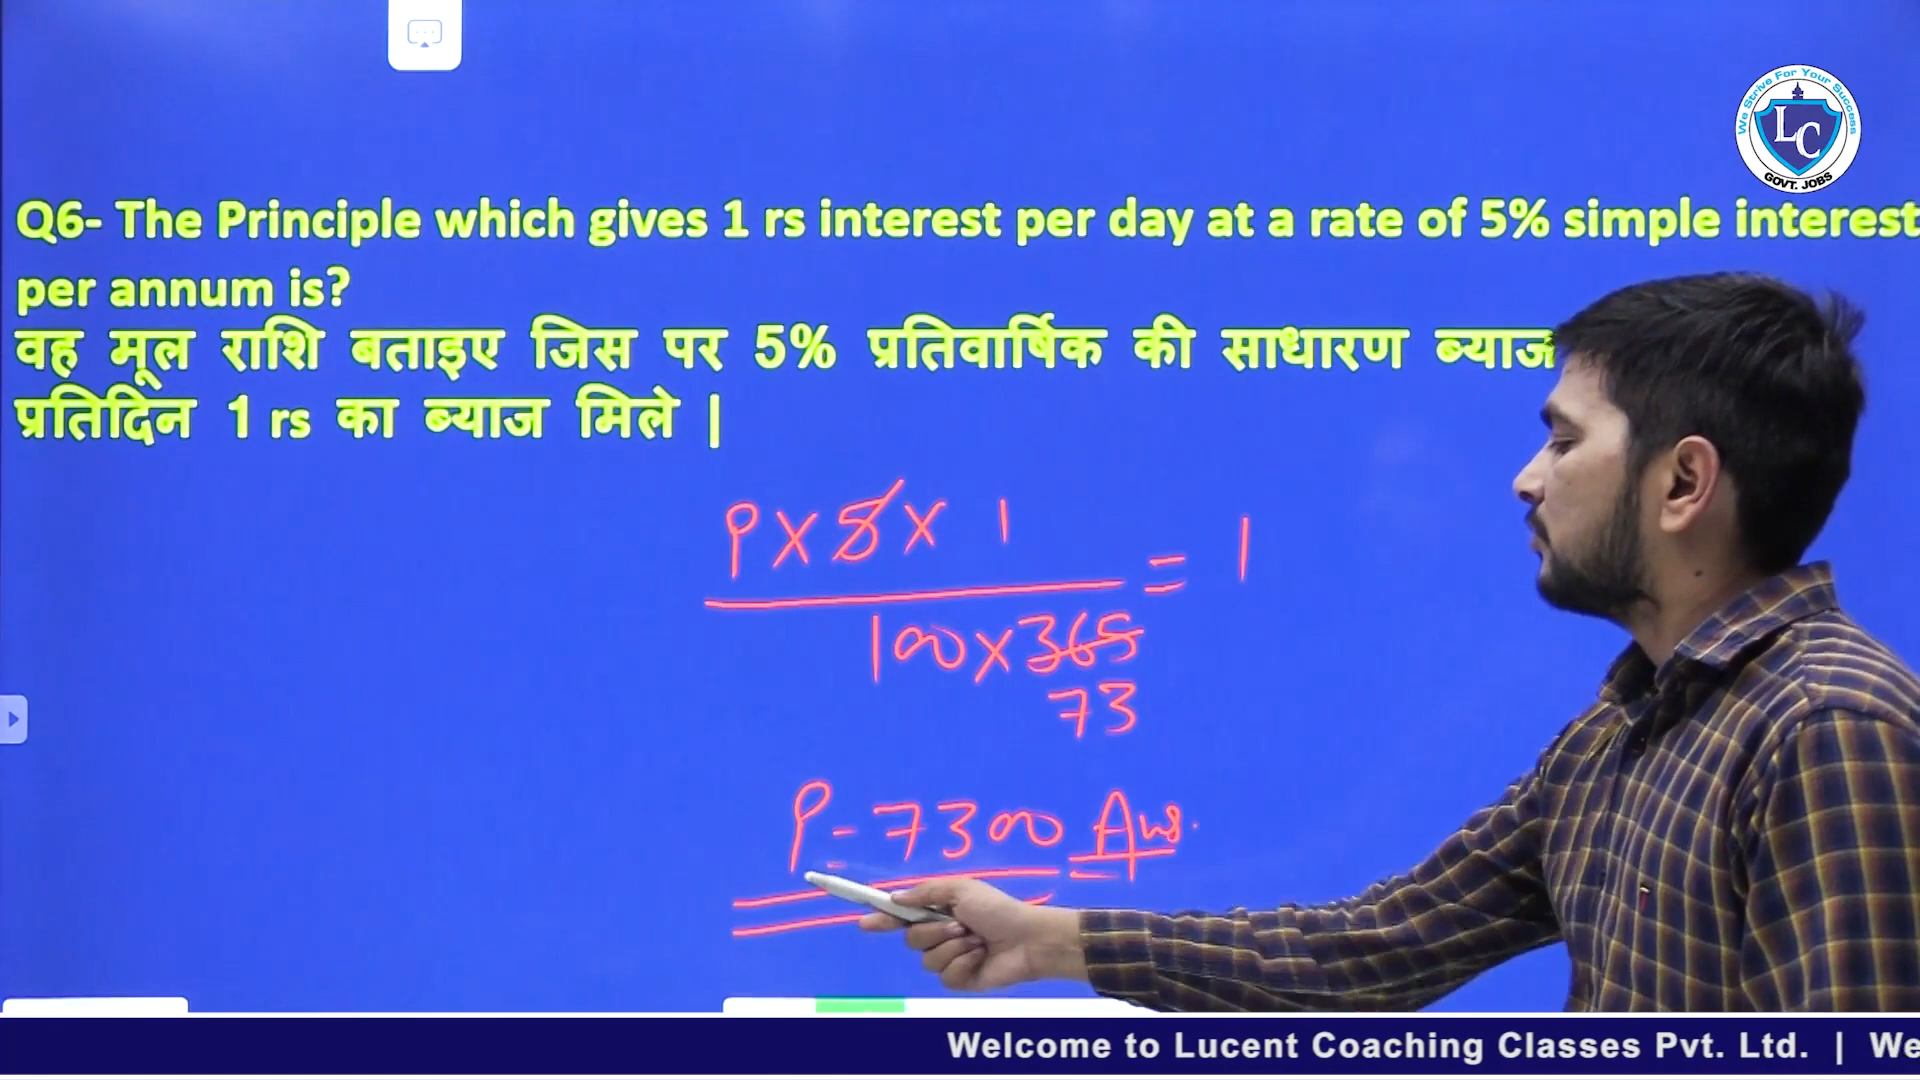 We Strive For Your Success
LC
GOVT. JOBS
Q6- The Principle which gives 1 rs interest per day at a rate of 5% simple interest
per annum is?
वह मूल राशि बताइए जिस पर 5% प्रतिवार्षिक की साधारण ब्याज
प्रतिदिन 1 rs का ब्याज मिले |
P X 5 X 1
= 1
100 X 365
73
P = 7300 Ans.
Welcome to Lucent Coaching Classes Pvt. Ltd. | We